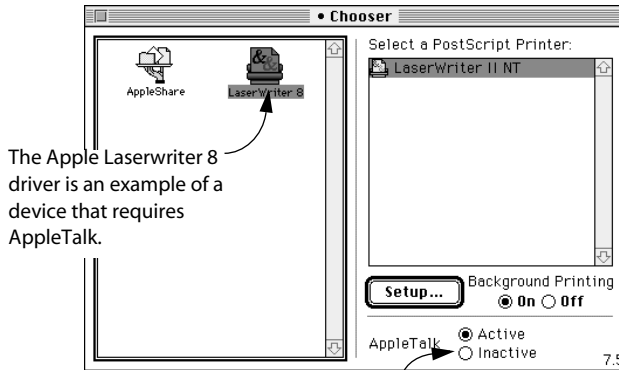 • Chooser
AppleShare
LaserWriter 8
The Apple Laserwriter 8
driver is an example of a
device that requires
AppleTalk.
Select a PostScript Printer:
LaserWriter II NT
Setup...
Background Printing
On Off
AppleTalk
Active
Inactive
7.5